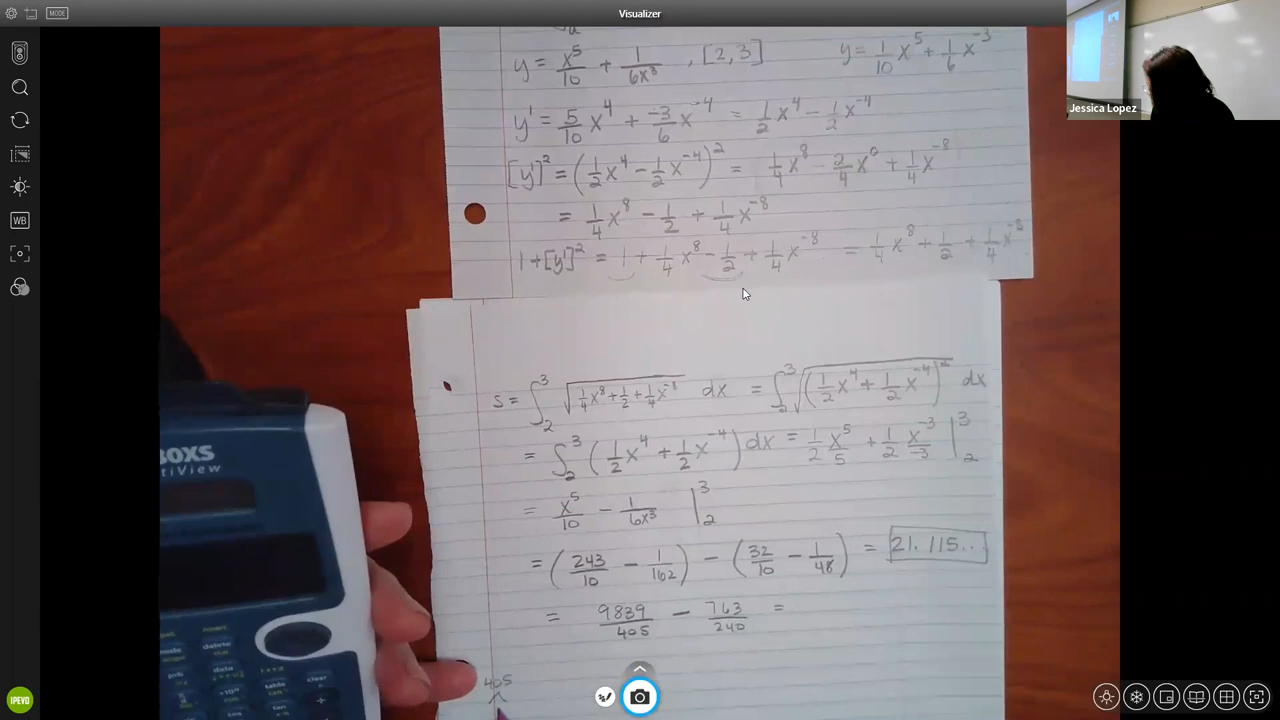 MODE
Visualizer
Jessica Lopez
y = x^5/10 + 1/6x^3 , [2, 3] y = 1/10 x^5 + 1/6 x^-3
y' = 5/10 x^4 + -3/6 x^-4 = 1/2 x^4 - 1/2 x^-4
[y']^2 = (1/2 x^4 - 1/2 x^-4)^2 = 1/4 x^8 - 2/4 x^0 + 1/4 x^-8
= 1/4 x^8 - 1/2 + 1/4 x^-8
1 + [y']^2 = 1 + 1/4 x^8 - 1/2 + 1/4 x^-8 = 1/4 x^8 + 1/2 + 1/4 x^-8
S = ∫_2^3 √(1/4 x^8 + 1/2 + 1/4 x^-8) dx = ∫_2^3 √((1/2 x^4 + 1/2 x^-4)^2) dx
= ∫_2^3 (1/2 x^4 + 1/2 x^-4) dx = 1/2 x^5/5 + 1/2 x^-3/-3 |_2^3
= x^5/10 - 1/6x^3 |_2^3
= (243/10 - 1/162) - (32/10 - 1/48) = 21.115..
= 9839/405 - 763/240 =
405
WB
IPEVO